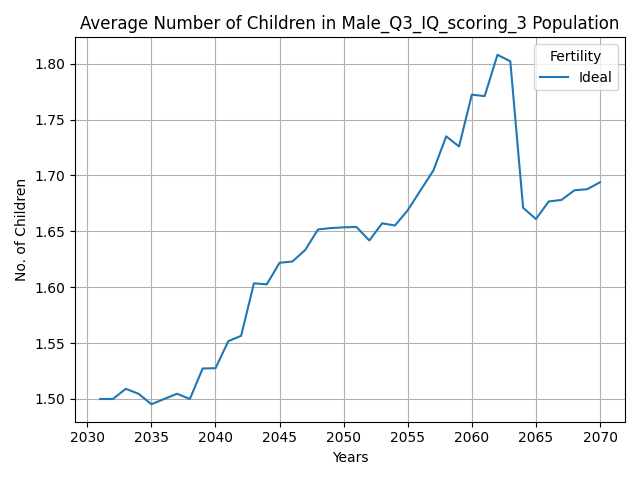 Average Number of Children in Male_Q3_IQ_scoring_3 Population
Fertility
Ideal
No. of Children
1.80
1.75
1.70
1.65
1.60
1.55
1.50
2030 2035 2040 2045 2050 2055 2060 2065 2070
Years